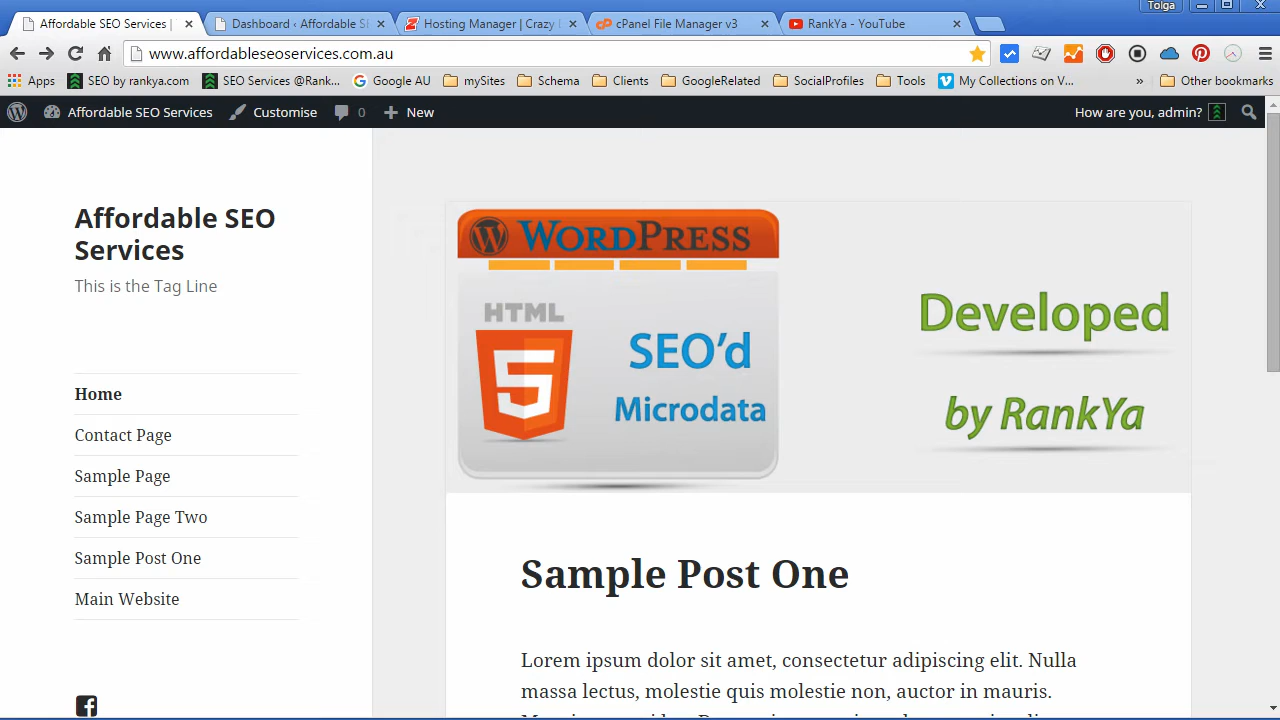 Tolga
Affordable SEO Services |
Dashboard ‹ Affordable S
Hosting Manager | Crazy
cPanel File Manager v3
RankYa - YouTube
www.affordableseoservices.com.au
Apps
SEO by rankya.com
SEO Services @Rank...
Google AU
mySites
Schema
Clients
GoogleRelated
SocialProfiles
Tools
My Collections on V...
»
Other bookmarks
Affordable SEO Services
Customise
0
New
How are you, admin?
Affordable SEO
Services
This is the Tag Line
Home
Contact Page
Sample Page
Sample Page Two
Sample Post One
Main Website
WORDPRESS
HTML
5
SEO'd
Microdata
Developed
by RankYa
Sample Post One
Lorem ipsum dolor sit amet, consectetur adipiscing elit. Nulla
massa lectus, molestie quis molestie non, auctor in mauris.